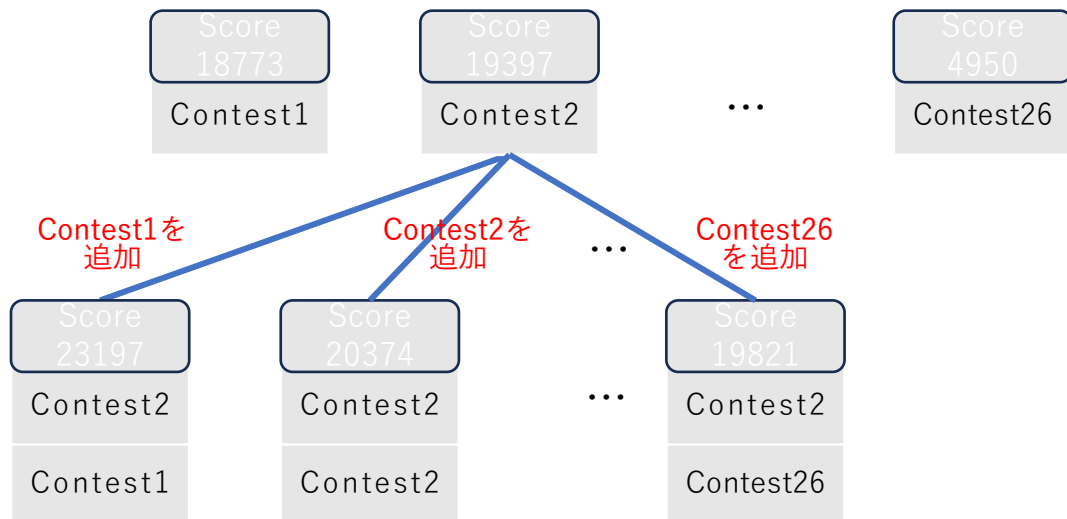 Score
18773
Contest1
Score
19397
Contest2
…
Score
4950
Contest26
Contest1を
追加
Contest2を
追加
…
Contest26
を追加
Score
23197
Contest2
Contest1
Score
20374
Contest2
Contest2
…
Score
19821
Contest2
Contest26